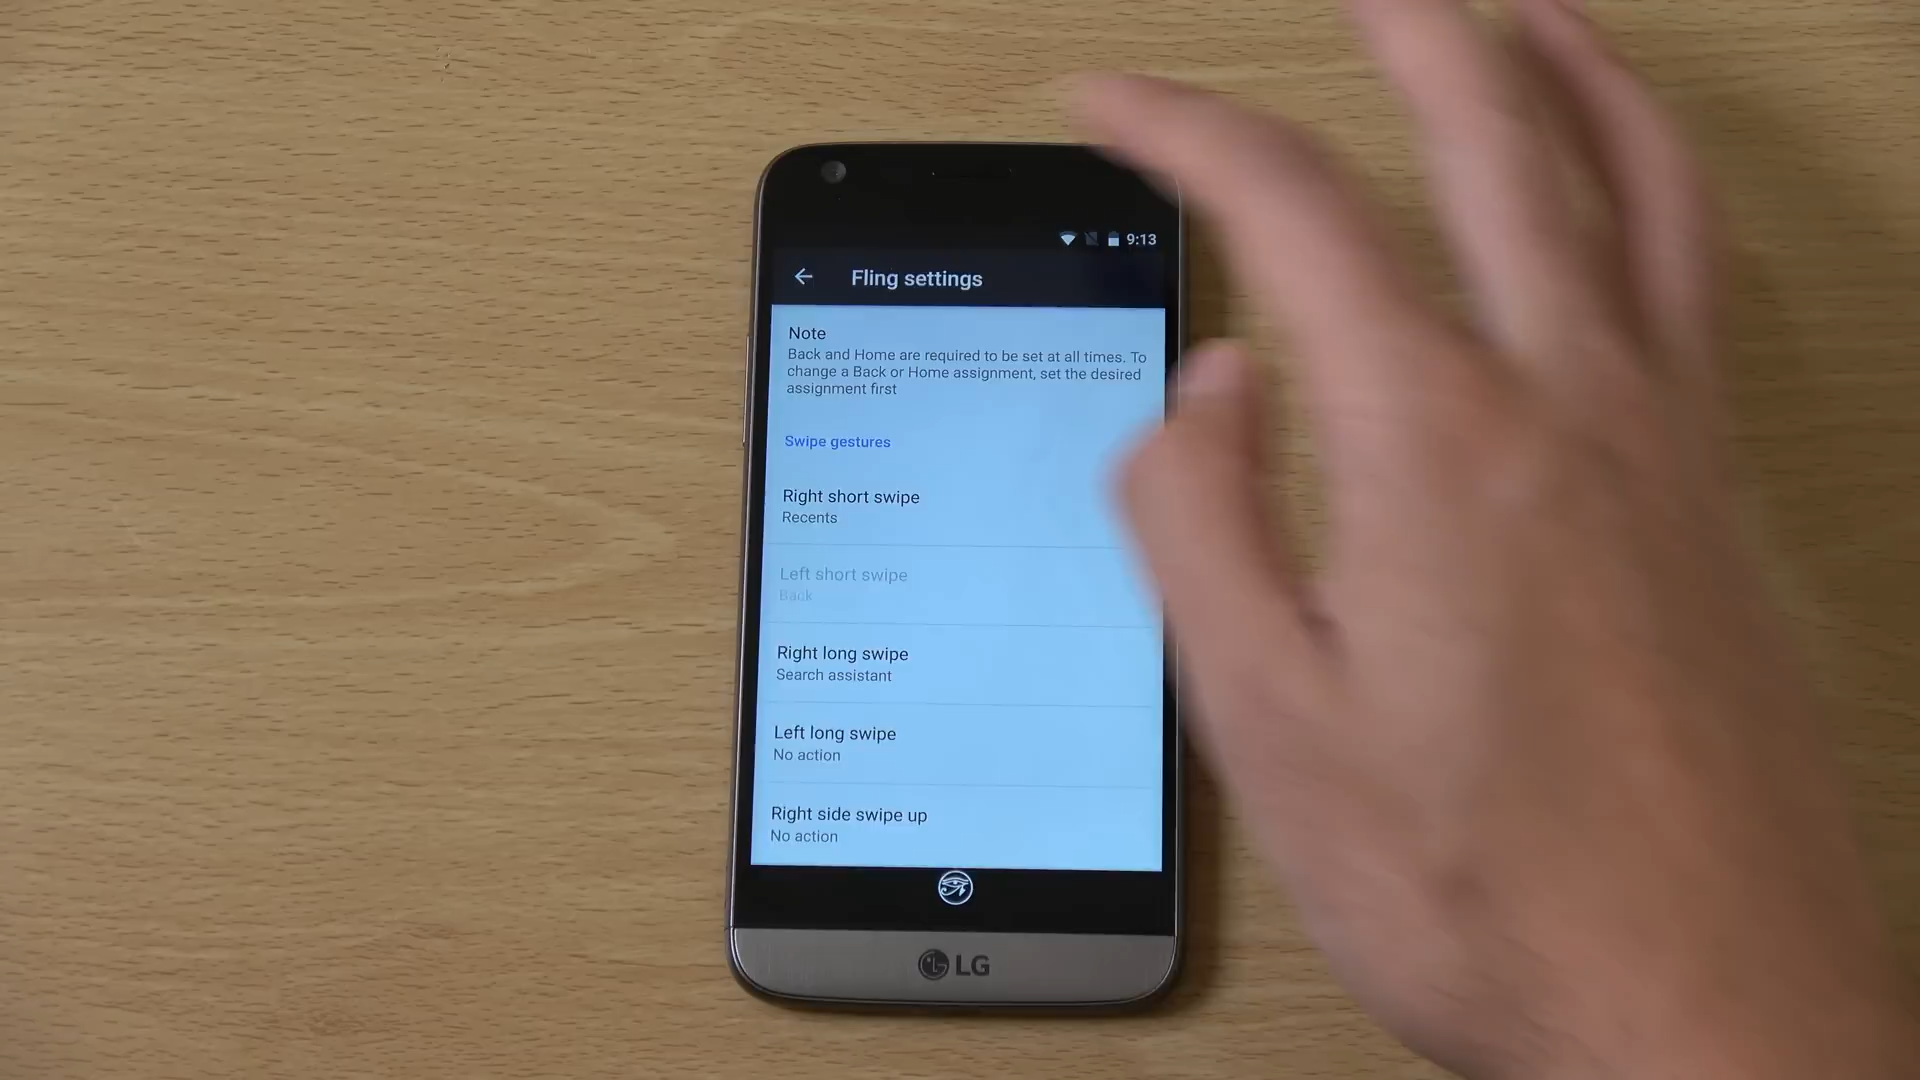 9:13
Fling settings
Note
Back and Home are required to be set at all times. To
change a Back or Home assignment, set the desired
assignment first
Swipe gestures
Right short swipe
Recents
Left short swipe
Back
Right long swipe
Search assistant
Left long swipe
No action
Right side swipe up
No action
LG